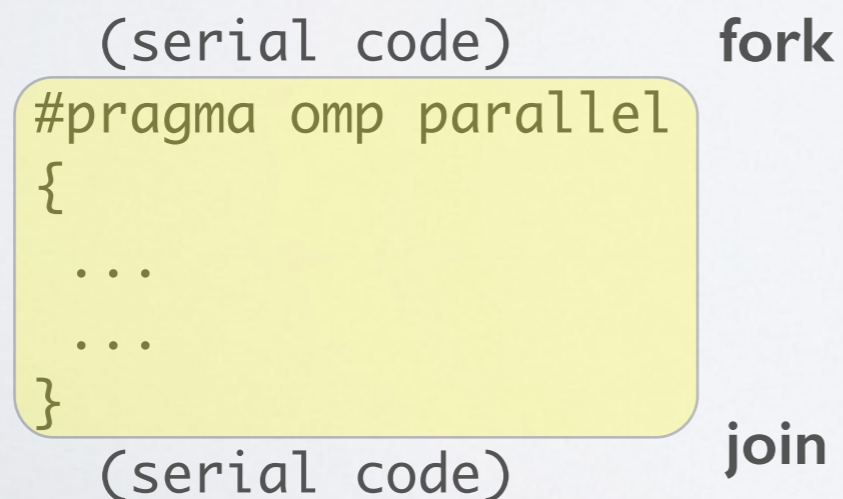 (serial code) fork
#pragma omp parallel
{
...
...
}
join
(serial code)